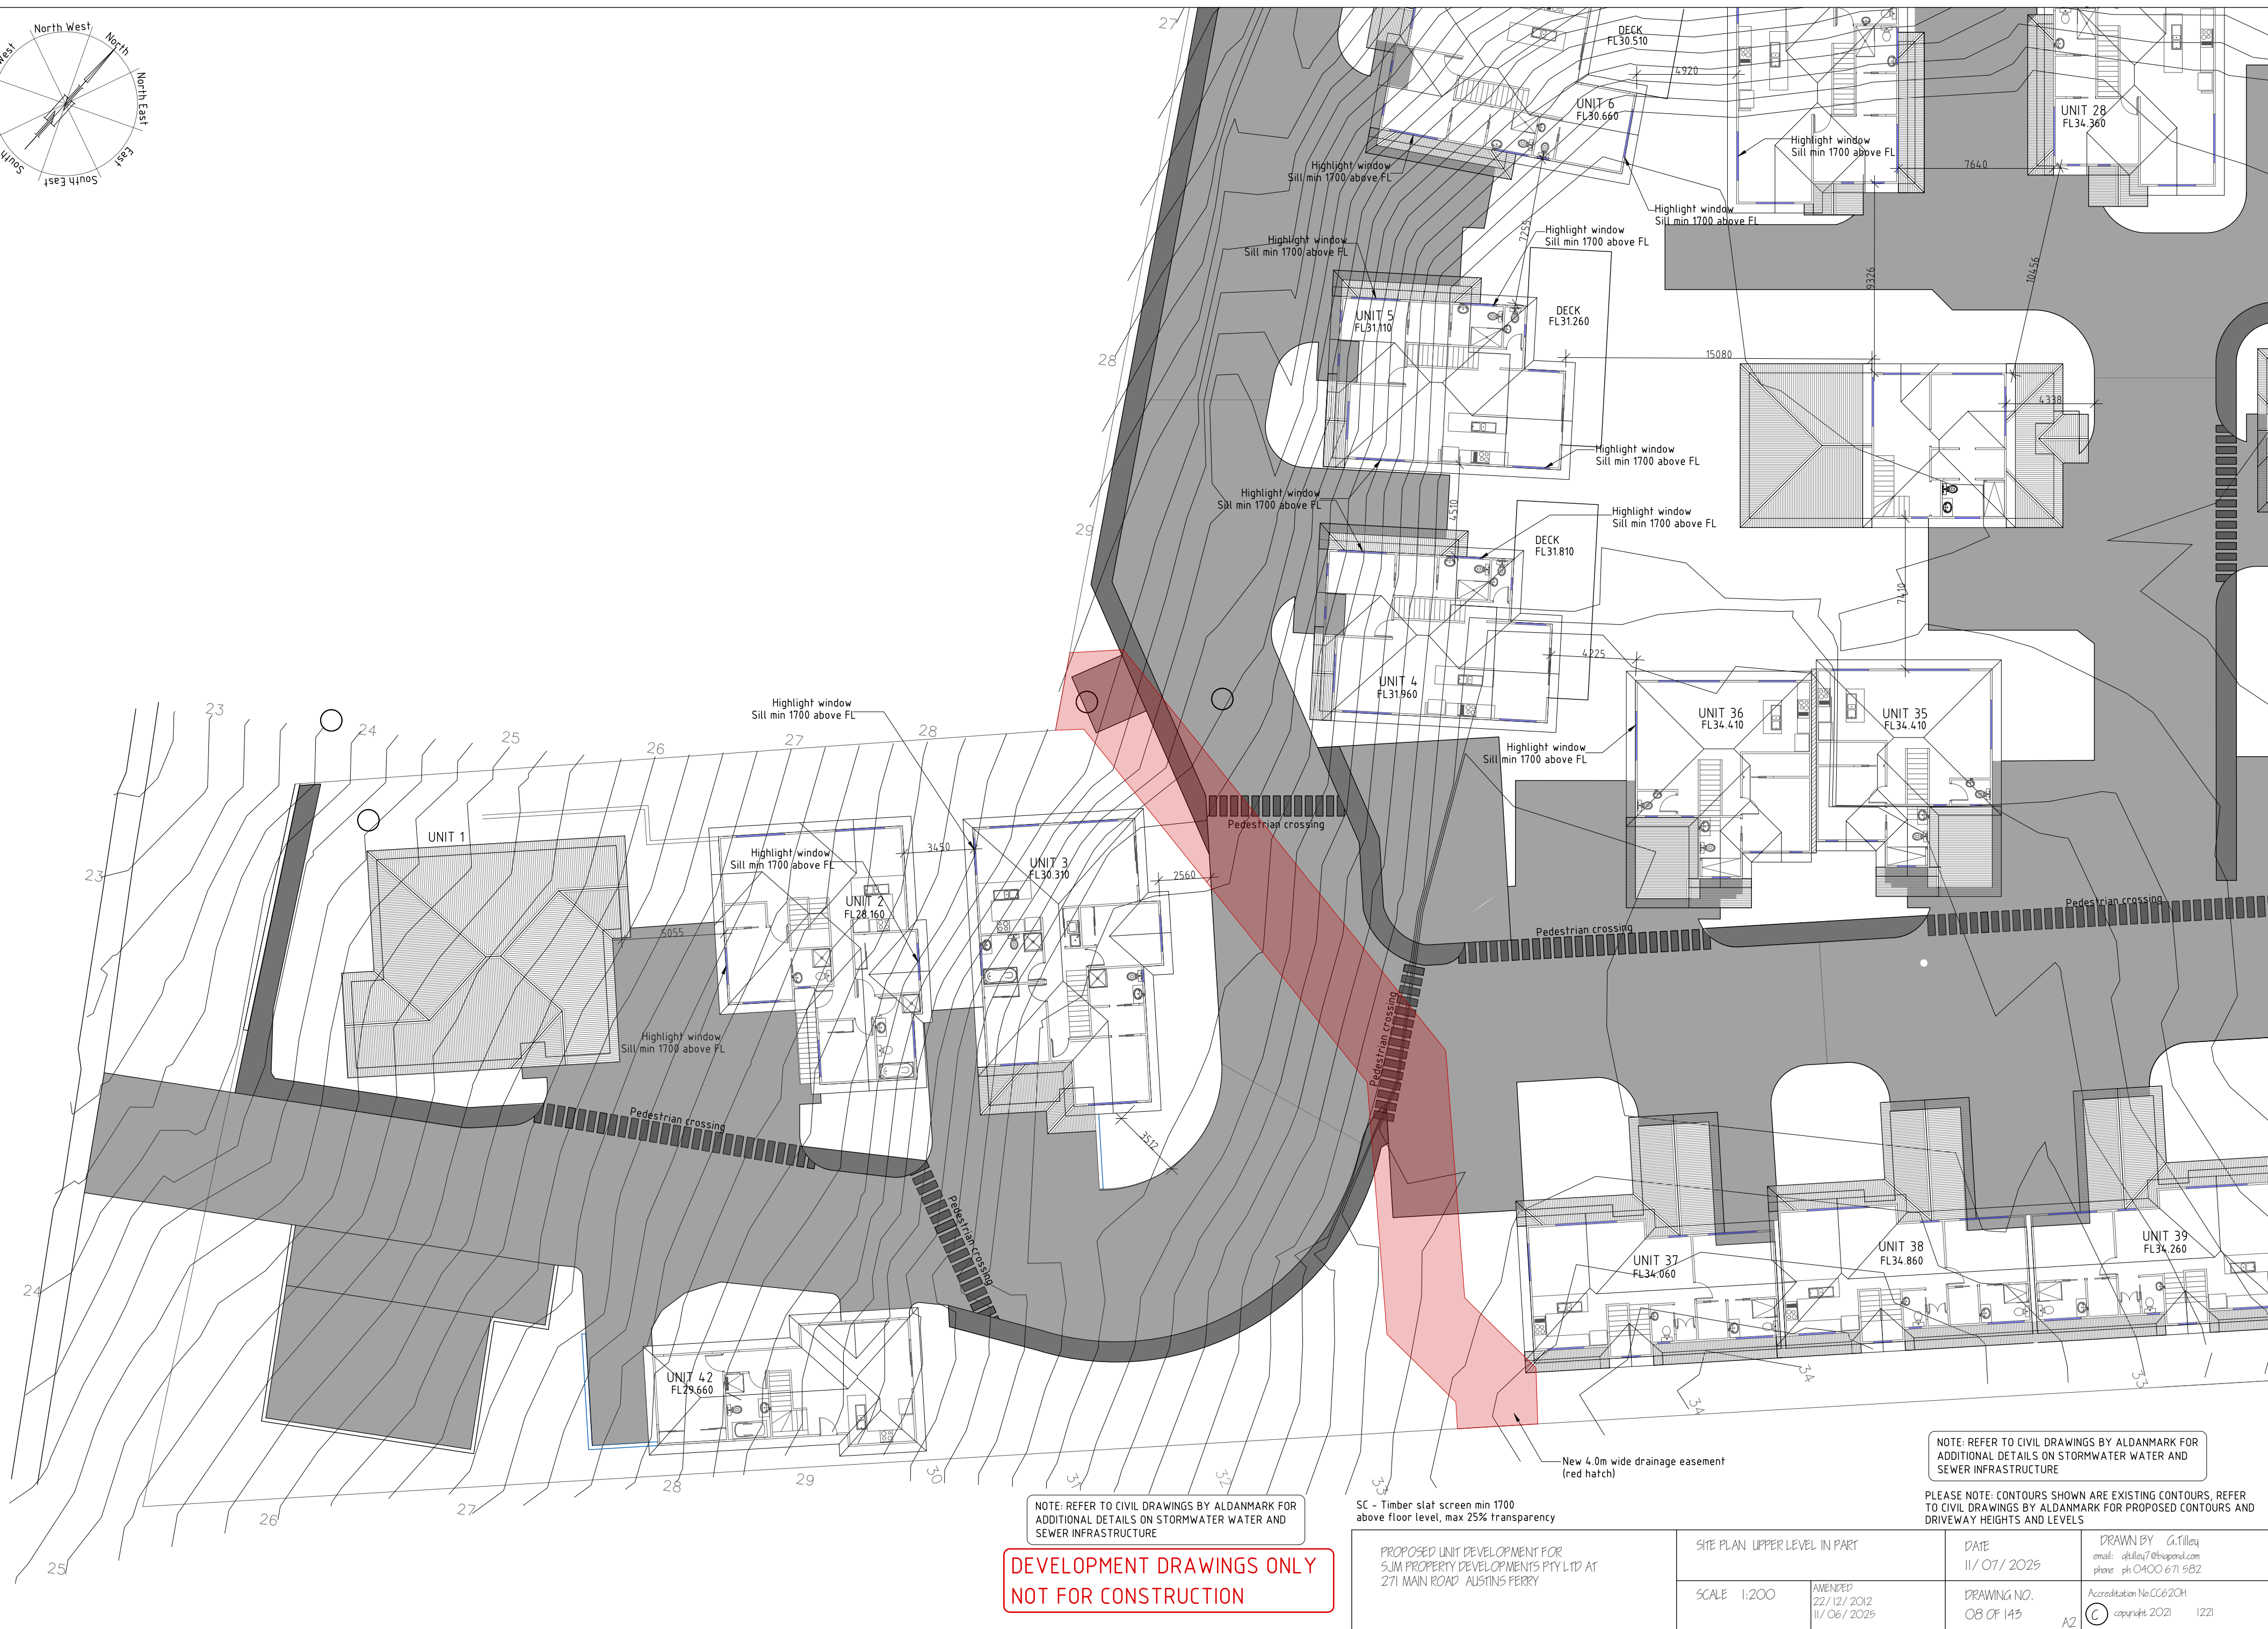 North West
North
West
North East
East
South East
South
27
DECK
FL30.510
4920
UNIT 6
FL30.660
UNIT 28
FL34.360
Highlight window
Sill min 1700 above FL
7640
Highlight window
Sill min 1700 above FL
Highlight window
Sill min 1700 above FL
7255
Highlight window
Sill min 1700 above FL
Highlight window
Sill min 1700 above FL
9326
10456
UNIT 5
FL31.110
DECK
FL31.260
28
15080
4338
Highlight window
Sill min 1700 above FL
Highlight window
Sill min 1700 above FL
4510
Highlight window
Sill min 1700 above FL
29
DECK
FL31.810
7410
4225
UNIT 4
FL31.960
Highlight window
Sill min 1700 above FL
23
24
25
26
27
28
UNIT 36
FL34.410
UNIT 35
FL34.410
Highlight window
Sill min 1700 above FL
Pedestrian crossing
UNIT 1
Highlight window
Sill min 1700 above FL
3450
UNIT 3
FL30.310
2560
23
UNIT 2
FL28.160
5055
Pedestrian crossing
Pedestrian crossing
Highlight window
Sill min 1700 above FL
Pedestrian crossing
Pedestrian crossing
3512
Pedestrian crossing
UNIT 37
FL34.060
UNIT 38
FL34.860
UNIT 39
FL34.260
24
UNIT 42
FL29.660
34
33
34
New 4.0m wide drainage easement
(red hatch)
28
29
30
31
32
33
27
26
25
NOTE: REFER TO CIVIL DRAWINGS BY ALDANMARK FOR
ADDITIONAL DETAILS ON STORMWATER WATER AND
SEWER INFRASTRUCTURE
NOTE: REFER TO CIVIL DRAWINGS BY ALDANMARK FOR
ADDITIONAL DETAILS ON STORMWATER WATER AND
SEWER INFRASTRUCTURE
SC - Timber slat screen min 1700
above floor level, max 25% transparency
PLEASE NOTE: CONTOURS SHOWN ARE EXISTING CONTOURS, REFER
TO CIVIL DRAWINGS BY ALDANMARK FOR PROPOSED CONTOURS AND
DRIVEWAY HEIGHTS AND LEVELS
DEVELOPMENT DRAWINGS ONLY
NOT FOR CONSTRUCTION
PROPOSED UNIT DEVELOPMENT FOR
SJM PROPERTY DEVELOPMENTS PTY LTD AT
271 MAIN ROAD AUSTINS FERRY
SITE PLAN UPPER LEVEL IN PART
SCALE 1:200
AMENDED
22/12/2012
11/06/2025
DATE
11/07/2025
DRAWING NO.
08 OF 143
A2
DRAWN BY G.Tilley
email:
phone ph 0400 671 582
Accreditation No.CC620H
C copyright 2021 1221